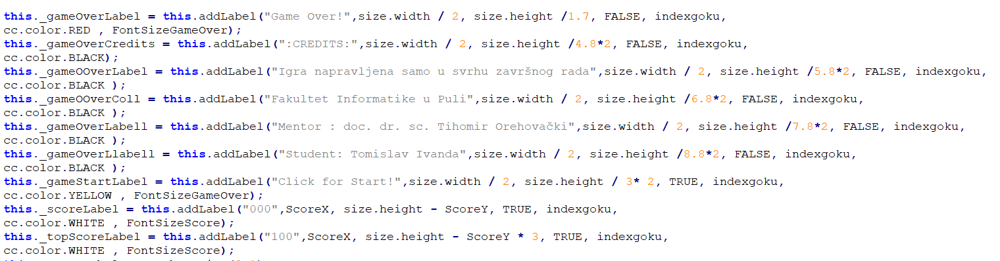 this._gameOverLabel = this.addLabel("Game Over!",size.width / 2, size.height /1.7, FALSE, indexgoku,
cc.color.RED , FontSizeGameOver);
this._gameOverCredits = this.addLabel(":CREDITS:",size.width / 2, size.height /4.8*2, FALSE, indexgoku,
cc.color.BLACK);
this._gameOOverLabel = this.addLabel("Igra napravljena samo u svrhu završnog rada",size.width / 2, size.height /5.8*2, FALSE, indexgoku,
cc.color.BLACK );
this._gameOOverColl = this.addLabel("Fakultet Informatike u Puli",size.width / 2, size.height /6.8*2, FALSE, indexgoku,
cc.color.BLACK );
this._gameOverLabell = this.addLabel("Mentor : doc. dr. sc. Tihomir Orehovački",size.width / 2, size.height /7.8*2, FALSE, indexgoku,
cc.color.BLACK );
this._gameOverLlabell = this.addLabel("Student: Tomislav Ivanda",size.width / 2, size.height /8.8*2, FALSE, indexgoku,
cc.color.BLACK );
this._gameStartLabel = this.addLabel("Click for Start!",size.width / 2, size.height / 3* 2, TRUE, indexgoku,
cc.color.YELLOW , FontSizeGameOver);
this._scoreLabel = this.addLabel("000",ScoreX, size.height - ScoreY, TRUE, indexgoku,
cc.color.WHITE , FontSizeScore);
this._topScoreLabel = this.addLabel("100",ScoreX, size.height - ScoreY * 3, TRUE, indexgoku,
cc.color.WHITE , FontSizeScore);